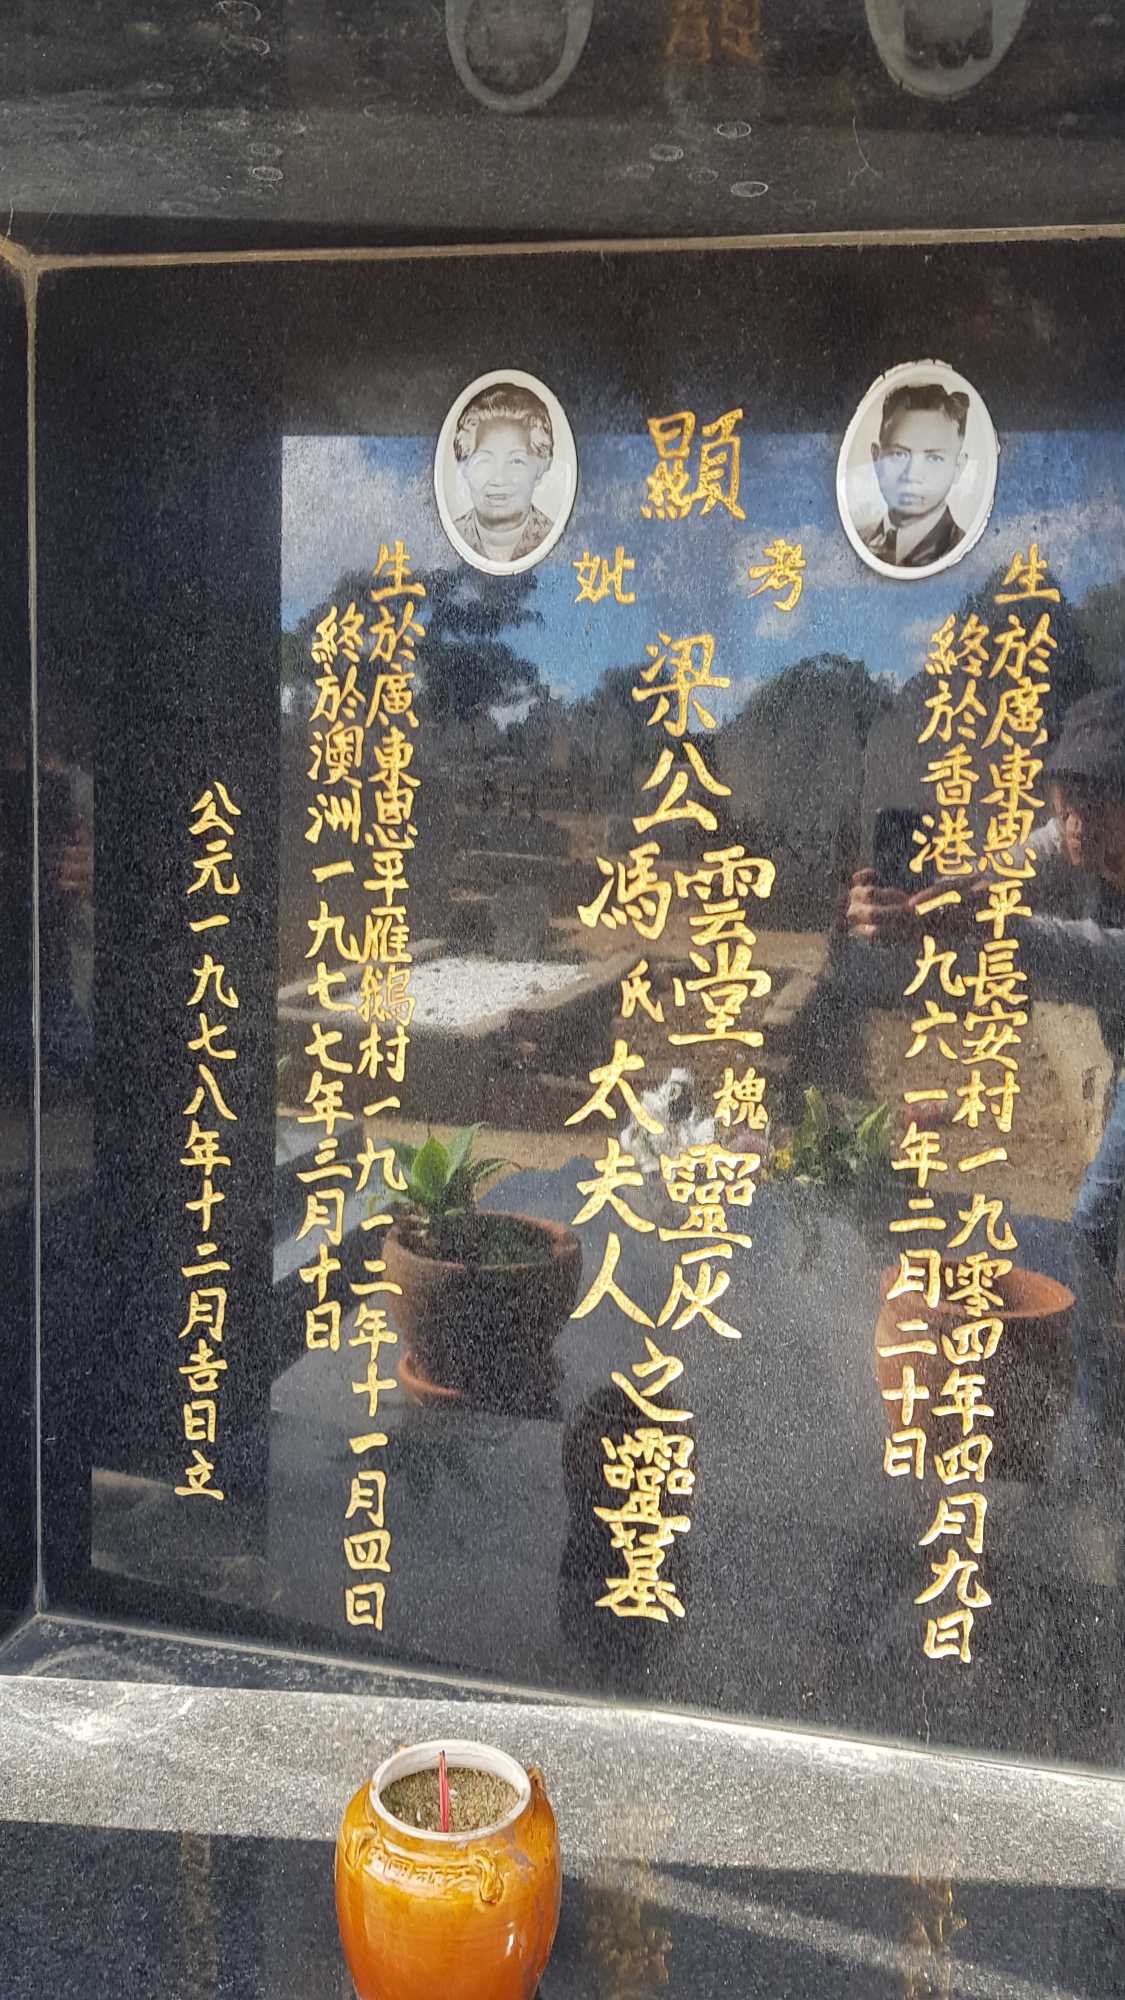 顯
考
妣
生於廣東恩平長安村一九零四年四月九日
終於香港一九六一年二月二十日
梁公雲堂槐靈灰
馮氏太夫人之靈墓
生於廣東恩平雁鵝村一九一二年十一月四日
終於澳洲一九七七年三月十日
公元一九七八年十二月吉日立